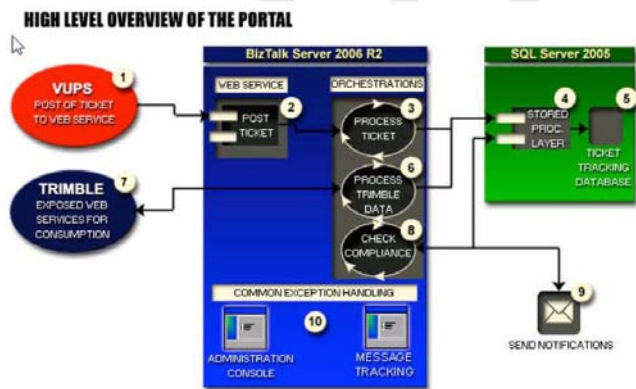 HIGH LEVEL OVERVIEW OF THE PORTAL
BizTalk Server 2006 R2
SQL Server 2005
1
VUPS
POST OF TICKET
TO WEB SERVICE
WEB SERVICE
2
POST
TICKET
ORCHESTRATIONS
3
PROCESS
TICKET
4
STORED
PROC.
LAYER
5
TICKET
TRACKING
DATABASE
6
PROCESS
TRIMBLE
DATA
7
TRIMBLE
EXPOSED WEB
SERVICES FOR
CONSUMPTION
8
CHECK
COMPLIANCE
9
SEND NOTIFICATIONS
COMMON EXCEPTION HANDLING
10
ADMINISTRATION
CONSOLE
MESSAGE
TRACKING